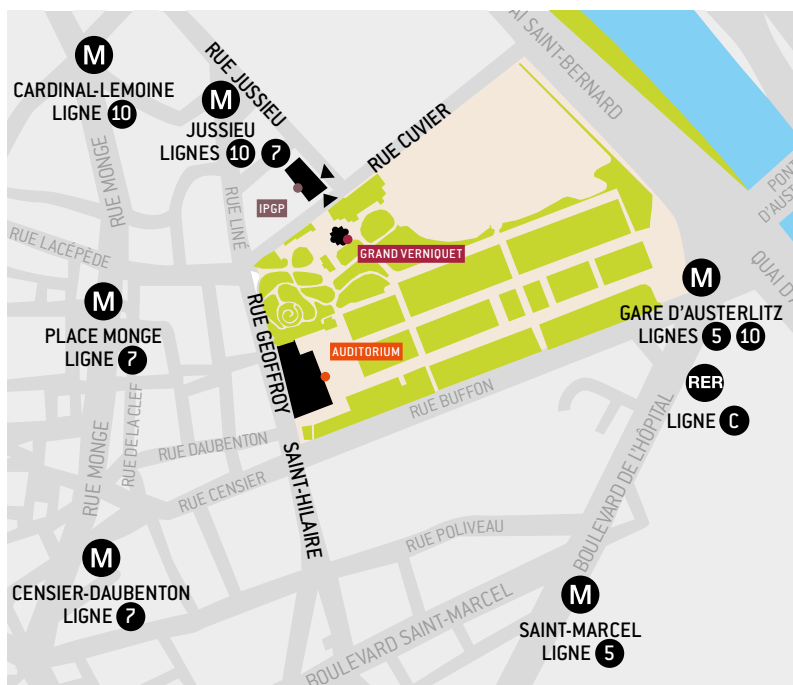 M
CARDINAL-LEMOINE
LIGNE 10
M
JUSSIEU
LIGNES 10 7
RUE JUSSIEU
RUE CUVIER
QUAI SAINT-BERNARD
PONT
D'AUST
QUAI D'A
RUE MONGE
RUE LINÉ
RUE LACÉPÈDE
IPGP
GRAND VERNIQUET
M
PLACE MONGE
LIGNE 7
RUE GEOFFROY
SAINT-HILAIRE
AUDITORIUM
M
GARE D'AUSTERLITZ
LIGNES 5 10
RER
LIGNE C
RUE BUFFON
RUE DE LA CLEF
RUE DAUBENTON
RUE MONGE
RUE CENSIER
BOULEVARD DE L'HÔPITAL
RUE POLIVEAU
M
CENSIER-DAUBENTON
LIGNE 7
BOULEVARD SAINT-MARCEL
M
SAINT-MARCEL
LIGNE 5